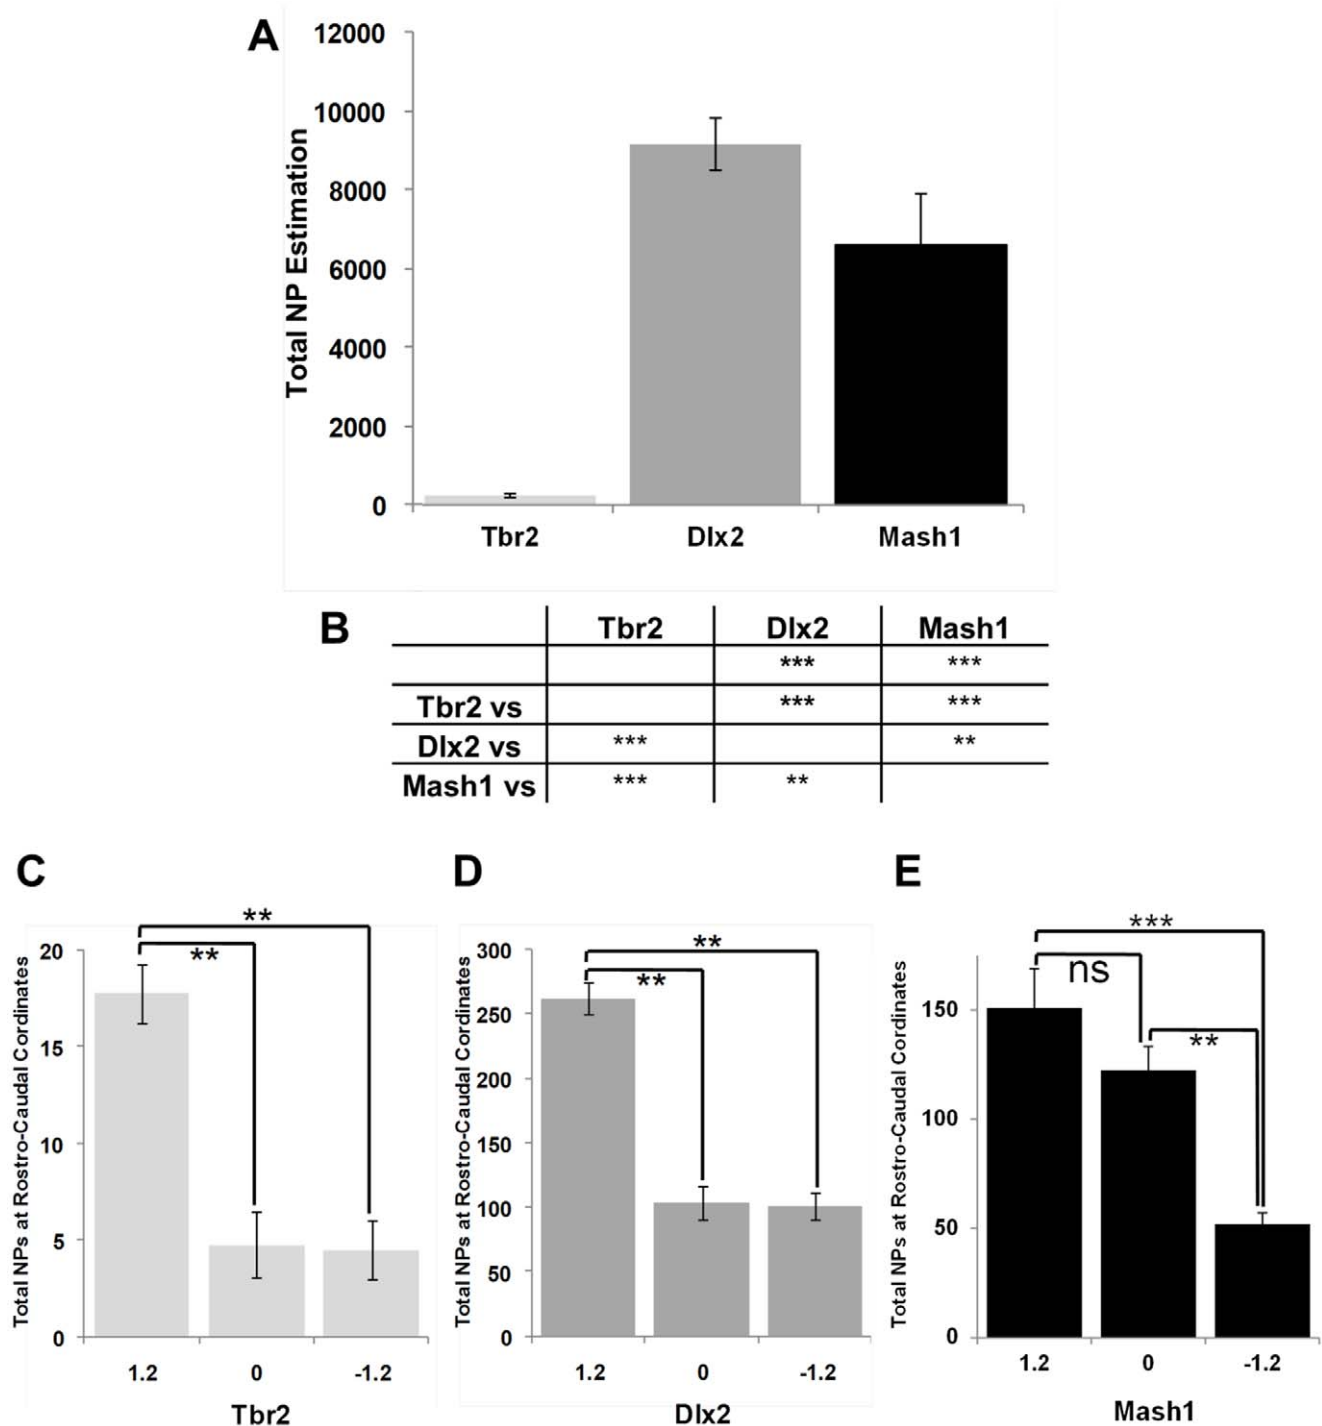 A
Total NP Estimation
12000
10000
8000
6000
4000
2000
0
Tbr2 Dlx2 Mash1
B
Tbr2 Dlx2 Mash1
*** ***
Tbr2 vs *** ***
Dlx2 vs *** **
Mash1 vs *** **
C
Total NPs at Rostro-Caudal Cordinates
20
15
10
5
0
**
**
1.2 0 -1.2
Tbr2
D
Total NPs at Rostro-Caudal Cordinates
300
250
200
150
100
50
0
**
**
1.2 0 -1.2
Dlx2
E
Total NPs at Rostro-Caudal Cordinates
150
100
50
0
***
ns
**
1.2 0 -1.2
Mash1